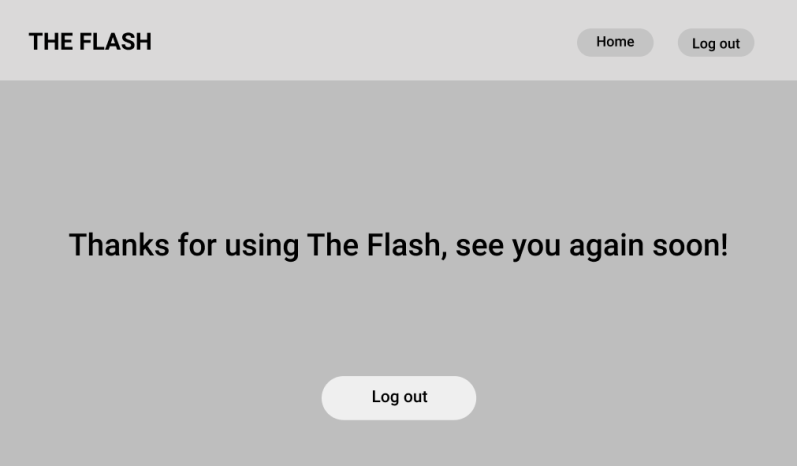 THE FLASH
Home
Log out
Thanks for using The Flash, see you again soon!
Log out